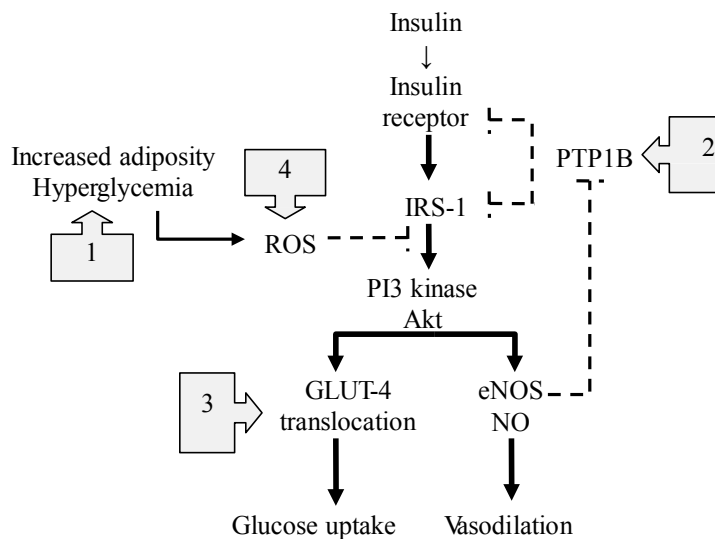 Insulin
↓
Insulin
receptor
2
PTP1B
Increased adiposity
Hyperglycemia
4
IRS-1
ROS
1
PI3 kinase
Akt
3
GLUT-4
translocation
eNOS
NO
Glucose uptake
Vasodilation